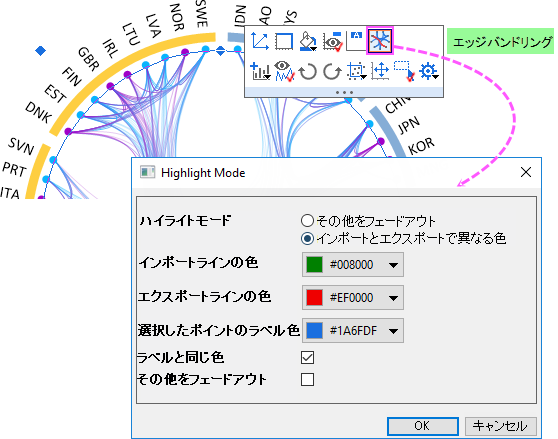 SWE
NOR
LVA
LTU
IRL
GBR
FIN
EST
DNK
SVN
PRT
ITA
IDN
AO
YS
CHN
JPN
KOR
エッジバンドリング
Highlight Mode
ハイライトモード
その他をフェードアウト
インポートとエクスポートで異なる色
インポートラインの色
#008000
エクスポートラインの色
#EF0000
選択したポイントのラベル色
#1A6FDF
ラベルと同じ色
その他をフェードアウト
OK
キャンセル